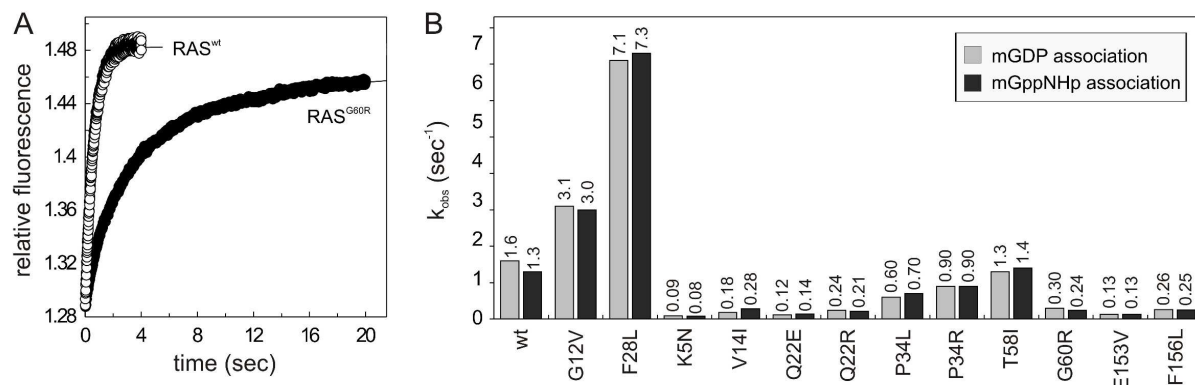 A
relative fluorescence
1.48
1.44
1.4
1.36
1.32
1.28
0
4
8
12
16
20
time (sec)
RAS^wt
RAS^G60R
B
k_obs (sec⁻¹)
7
6
5
4
3
2
1
0
mGDP association
mGppNHp association
1.6
1.3
3.1
3.0
7.1
7.3
0.09
0.08
0.18
0.28
0.12
0.14
0.24
0.21
0.60
0.70
0.90
0.90
1.3
1.4
0.30
0.24
0.13
0.13
0.26
0.25
wt
G12V
F28L
K5N
V14I
Q22E
Q22R
P34L
P34R
T58I
G60R
E153V
F156L